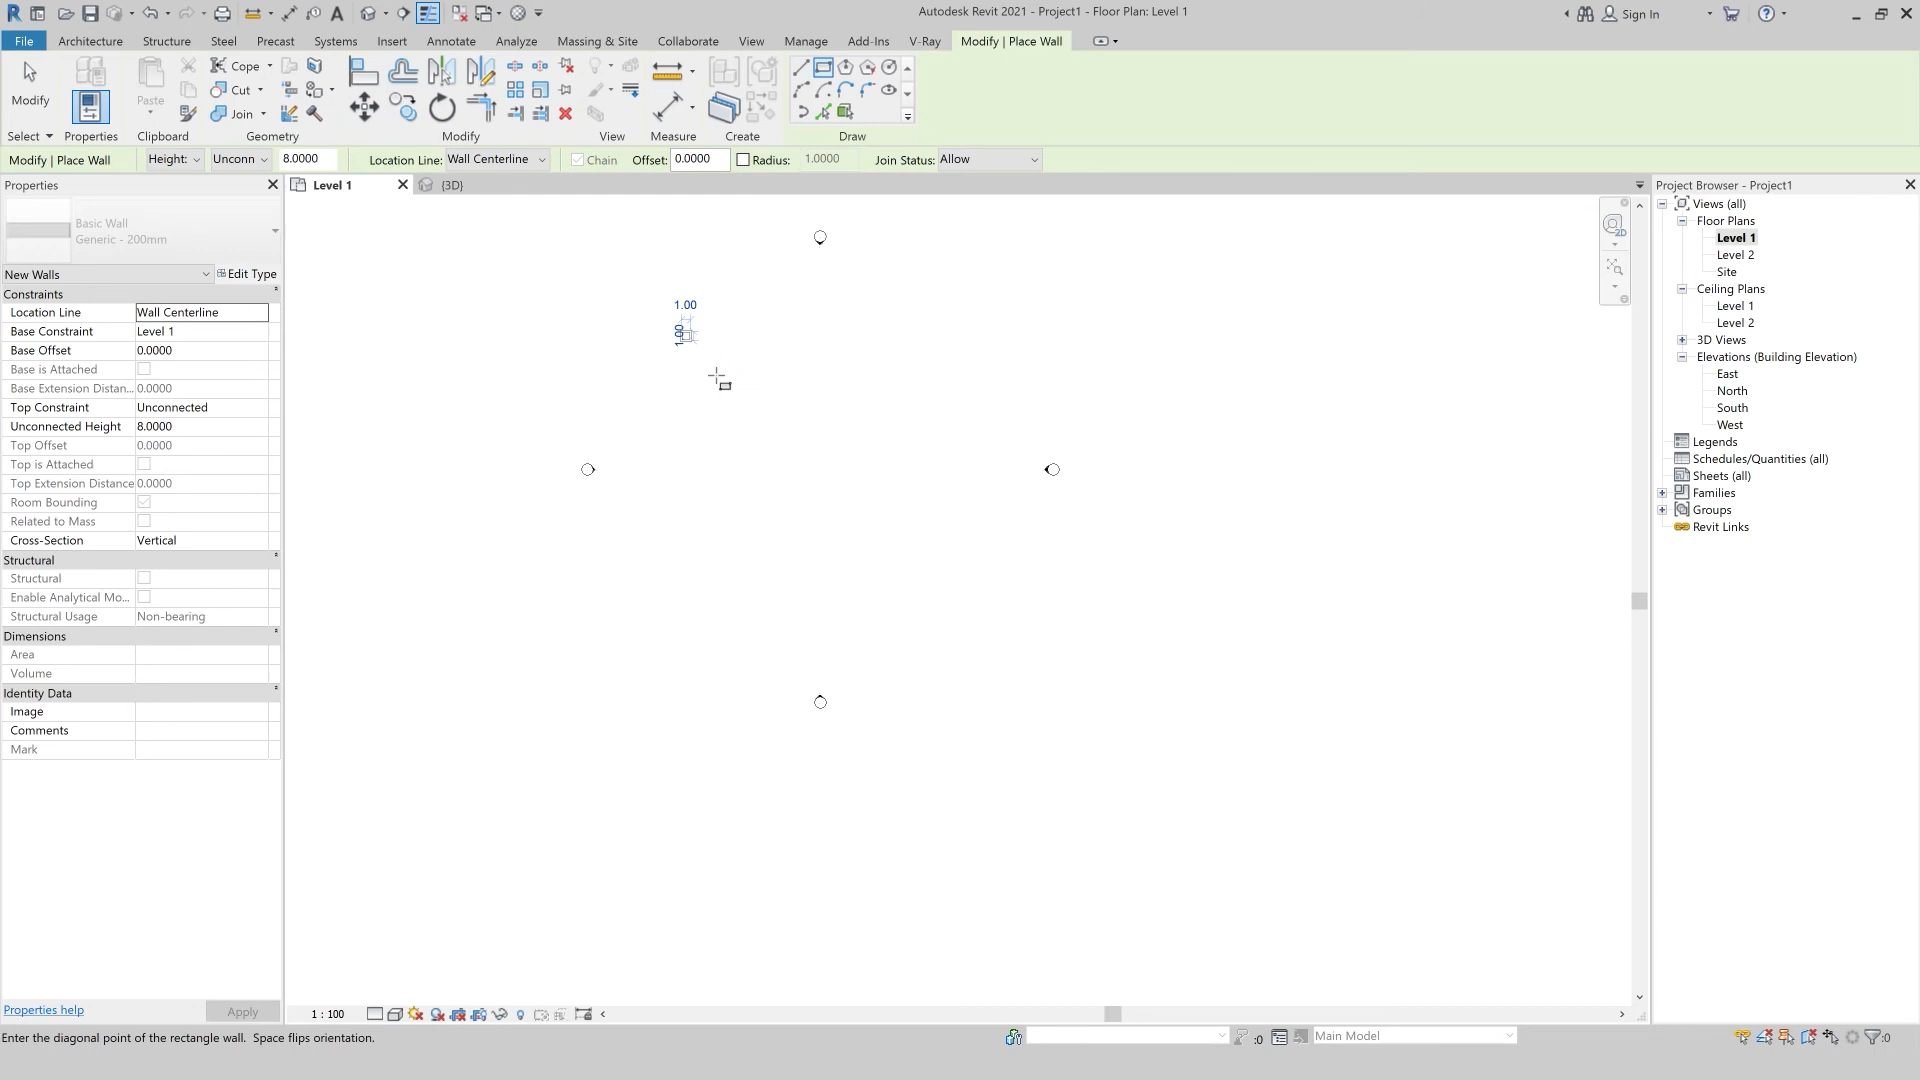 Autodesk Revit 2021 - Project1 - Floor Plan: Level 1
Sign In
File Architecture Structure Steel Precast Systems Insert Annotate Analyze Massing & Site Collaborate View Manage Add-Ins V-Ray Modify | Place Wall
Modify
Paste
Cope
Cut
Join
Select Properties Clipboard Geometry Modify View Measure Create Draw
Modify | Place Wall Height: Unconn 8.0000 Location Line: Wall Centerline Chain Offset: 0.0000 Radius: 1.0000 Join Status: Allow
Properties
Basic Wall
Generic - 200mm
New Walls Edit Type
Constraints
Location Line Wall Centerline
Base Constraint Level 1
Base Offset 0.0000
Base is Attached
Base Extension Distan... 0.0000
Top Constraint Unconnected
Unconnected Height 8.0000
Top Offset 0.0000
Top is Attached
Top Extension Distance 0.0000
Room Bounding
Related to Mass
Cross-Section Vertical
Structural
Structural
Enable Analytical Mo...
Structural Usage Non-bearing
Dimensions
Area
Volume
Identity Data
Image
Comments
Mark
Properties help Apply
Level 1 {3D}
1.00
1.00
2D
Project Browser - Project1
Views (all)
Floor Plans
Level 1
Level 2
Site
Ceiling Plans
Level 1
Level 2
3D Views
Elevations (Building Elevation)
East
North
South
West
Legends
Schedules/Quantities (all)
Sheets (all)
Families
Groups
Revit Links
1 : 100
Enter the diagonal point of the rectangle wall. Space flips orientation.
:0 Main Model :0